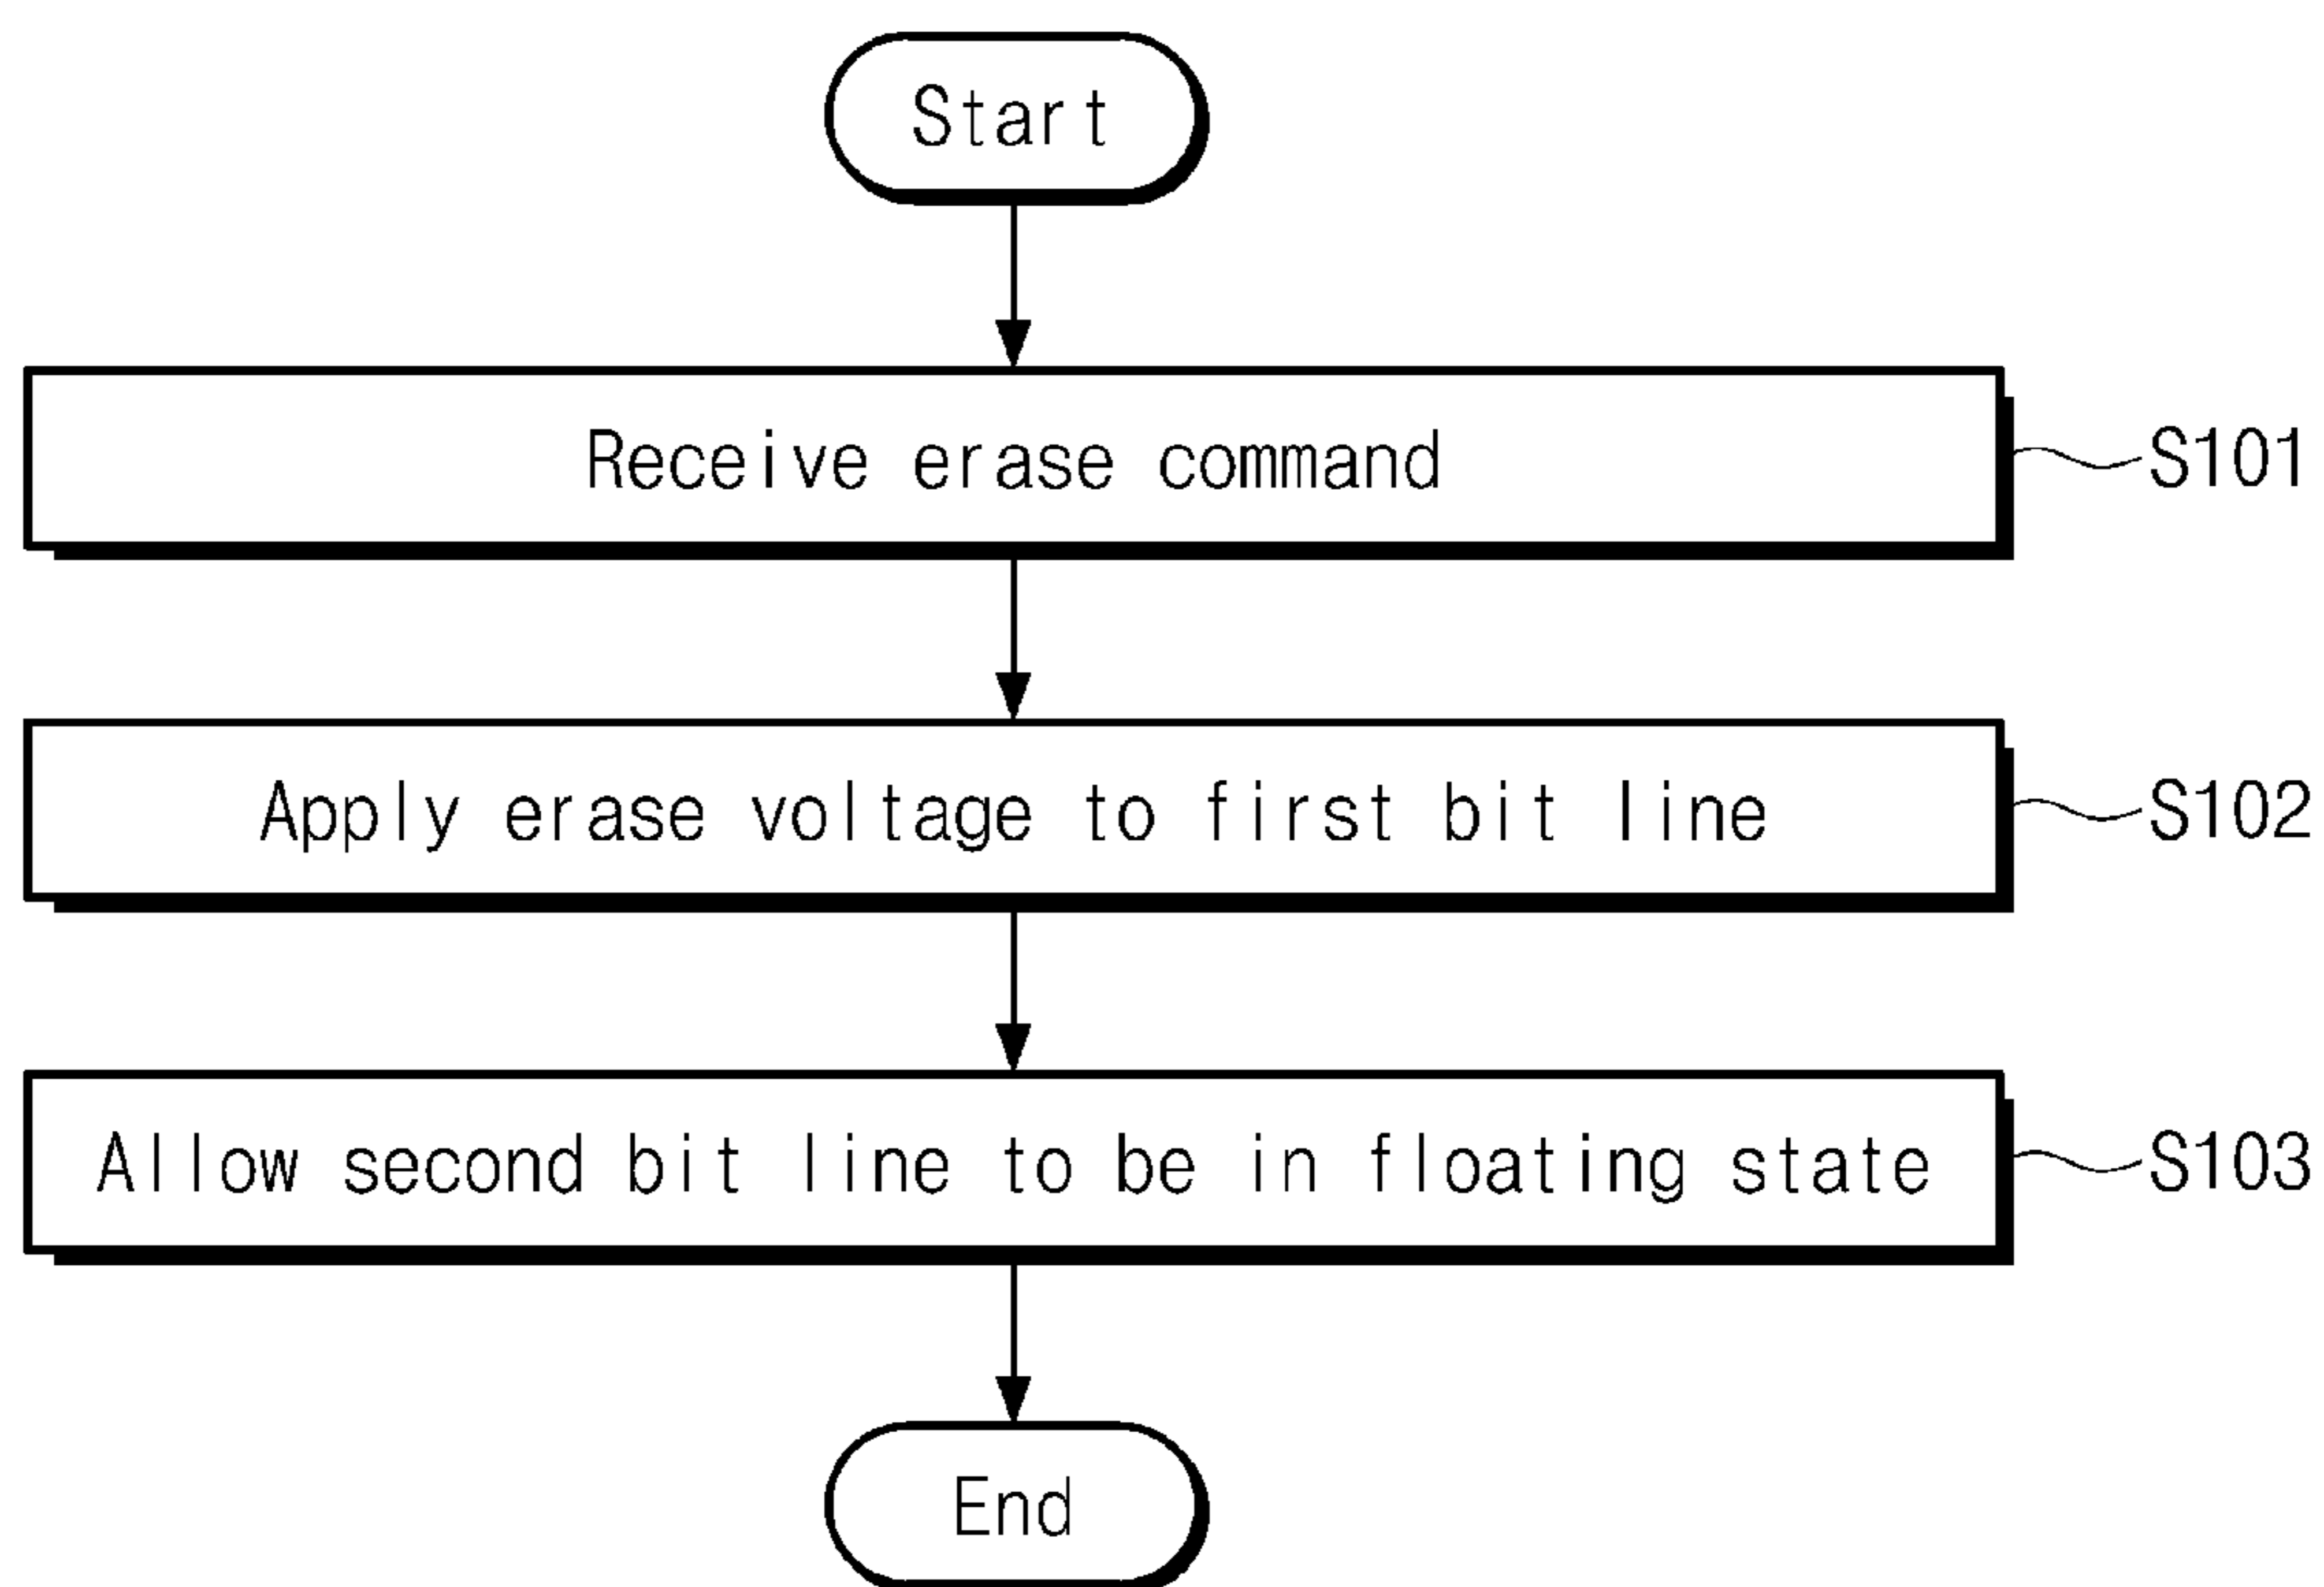 Start
Receive erase command
S101
Apply erase voltage to first bit line
S102
Allow second bit line to be in floating state
S103
End